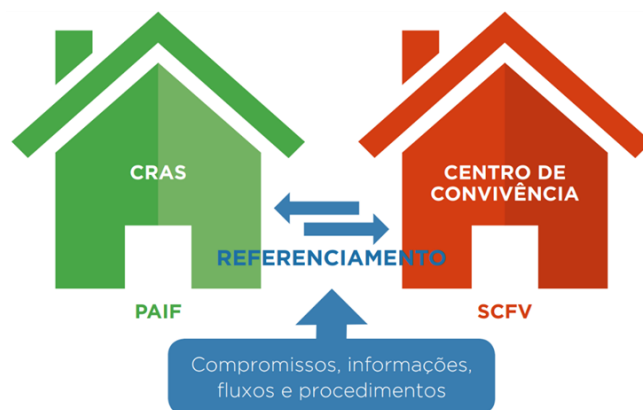 CRAS
CENTRO DE
CONVIVÊNCIA
REFERENCIAMENTO
PAIF
SCFV
Compromissos, informações,
fluxos e procedimentos